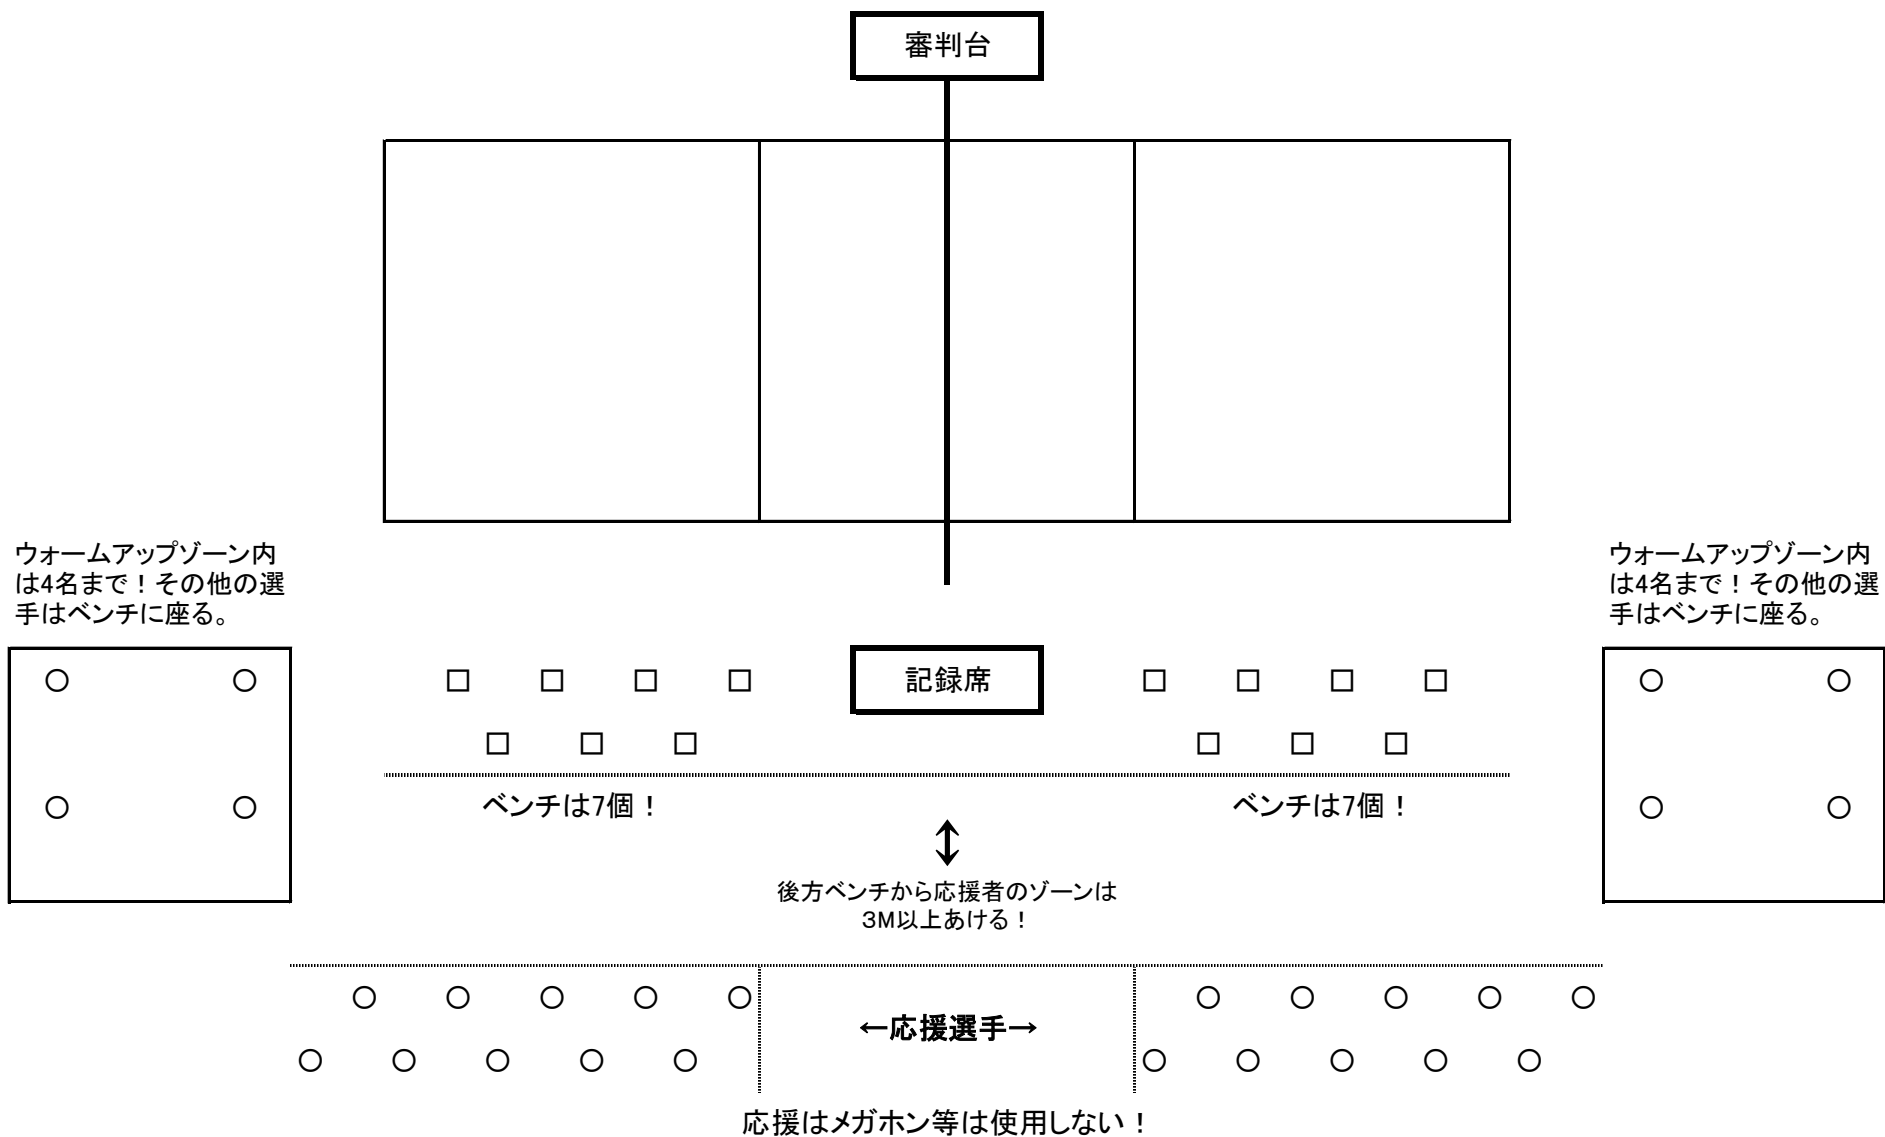 審判台
ウォームアップゾーン内
は4名まで！その他の選
手はベンチに座る。
ウォームアップゾーン内
は4名まで！その他の選
手はベンチに座る。
記録席
ベンチは7個！
ベンチは7個！
後方ベンチから応援者のゾーンは
3M以上あける！
←応援選手→
応援はメガホン等は使用しない！